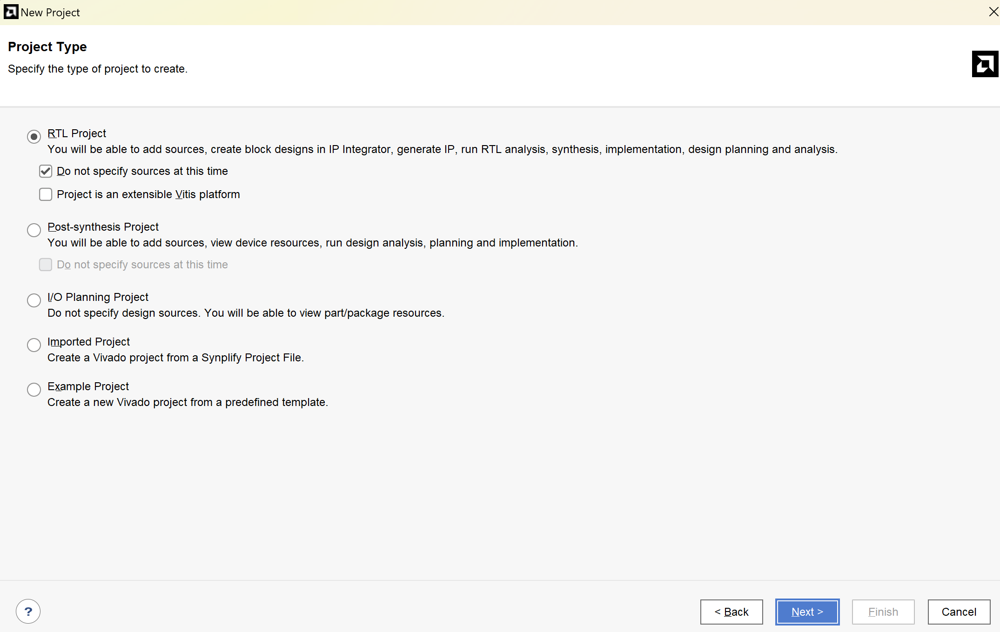 New Project
Project Type
Specify the type of project to create.
RTL Project
You will be able to add sources, create block designs in IP Integrator, generate IP, run RTL analysis, synthesis, implementation, design planning and analysis.
Do not specify sources at this time
Project is an extensible Vitis platform
Post-synthesis Project
You will be able to add sources, view device resources, run design analysis, planning and implementation.
Do not specify sources at this time
I/O Planning Project
Do not specify design sources. You will be able to view part/package resources.
Imported Project
Create a Vivado project from a Synplify Project File.
Example Project
Create a new Vivado project from a predefined template.
? < Back Next > Finish Cancel